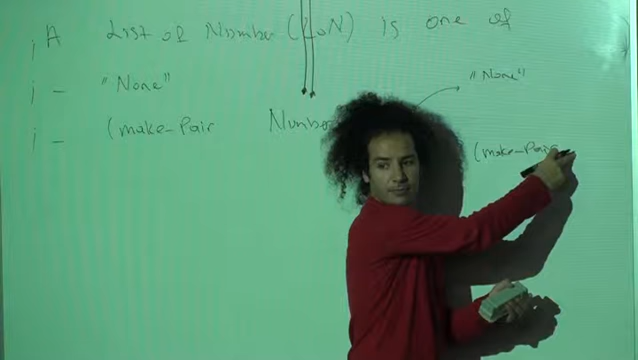 ; A List of Number (LoN) is one of
; - "None"
; - (make-Pair Number
"None"
(make-Pair